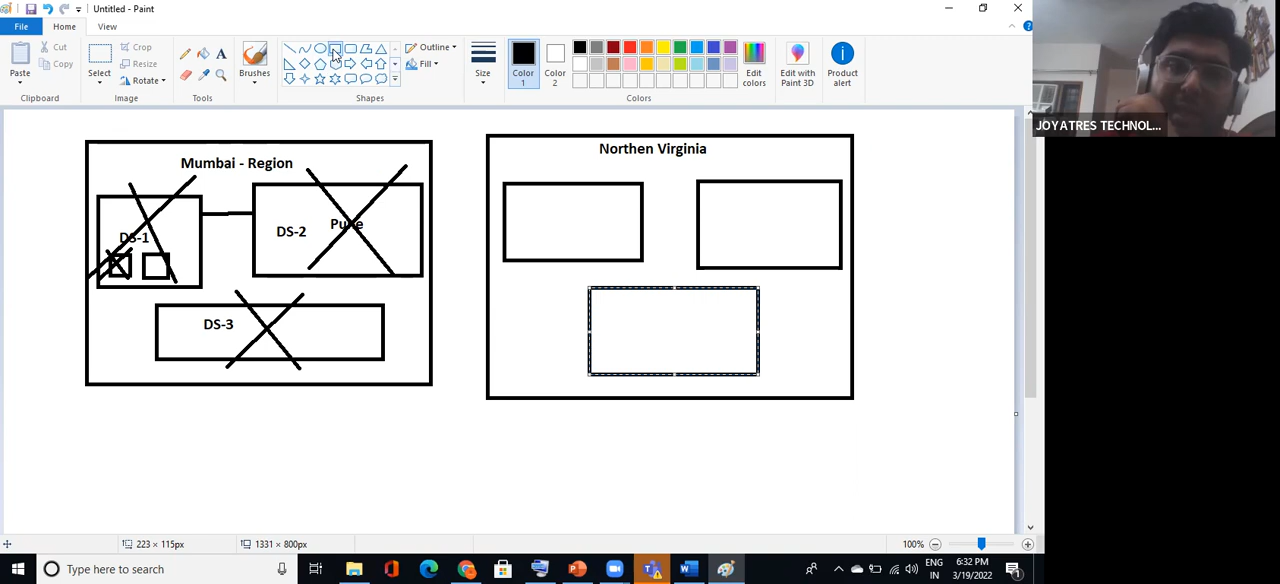 Untitled - Paint
File Home View
Paste Cut Copy
Clipboard
Select Crop Resize Rotate
Image
Tools
Brushes
Shapes
Outline
Fill
Size
Color 1
Color 2
Colors
Edit colors
Edit with Paint 3D
Product alert
JOY ATRES TECHNOL...
Mumbai - Region
DS-1
DS-2
Pune
DS-3
Northen Virginia
223 × 115px
1331 × 800px
100%
Type here to search
ENG
IN
6:32 PM
3/19/2022